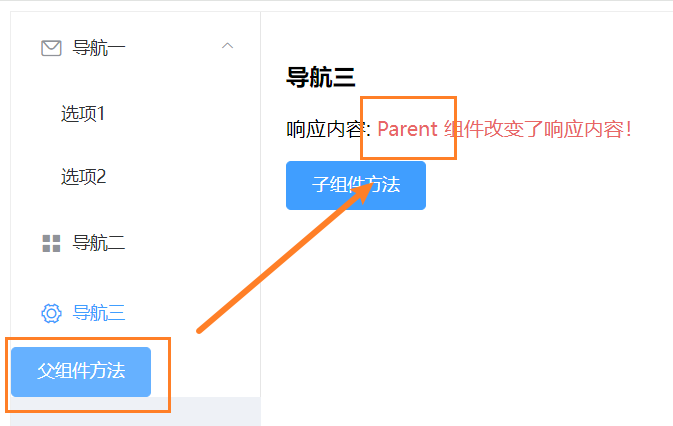 导航一
选项1
选项2
导航二
导航三
父组件方法
导航三
响应内容: Parent 组件改变了响应内容!
子组件方法